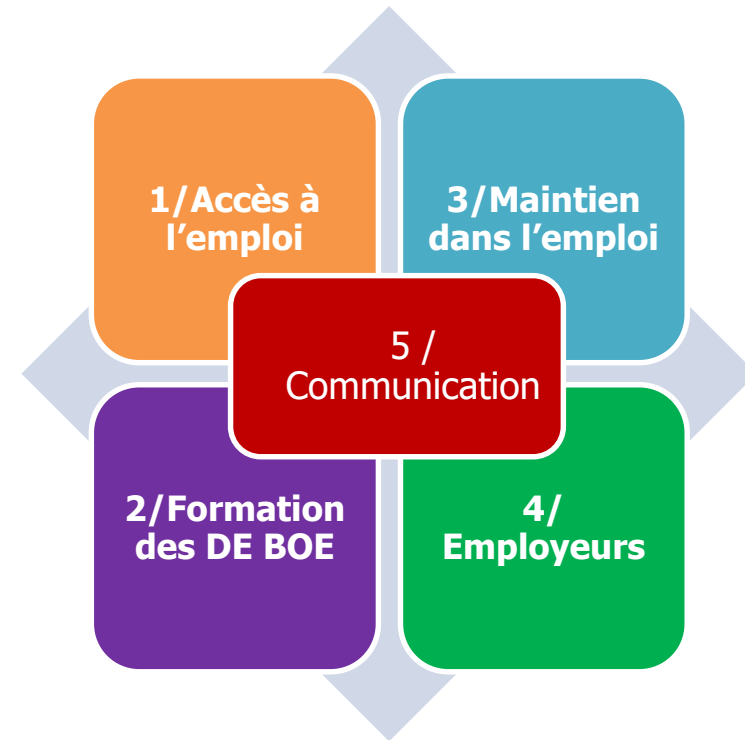 1/Accès à
l’emploi
3/Maintien
dans l’emploi
5 /
Communication
2/Formation
des DE BOE
4/
Employeurs